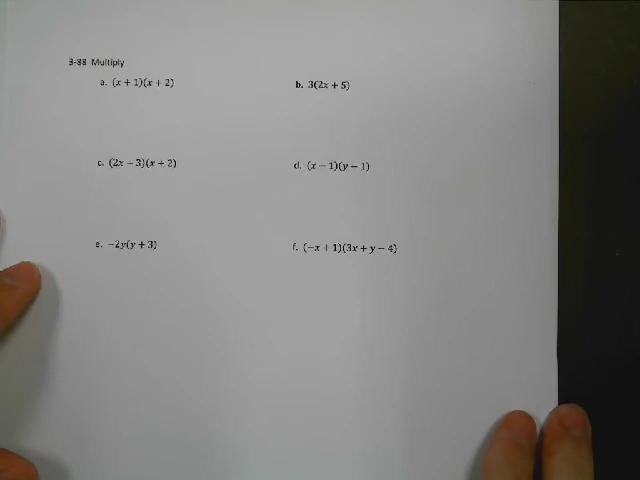 3-88 Multiply
a. (x + 1)(x + 2)
b. 3(2x + 5)
c. (2x − 3)(x + 2)
d. (x − 1)(y − 1)
e. −2y(y + 3)
f. (−x + 1)(3x + y − 4)